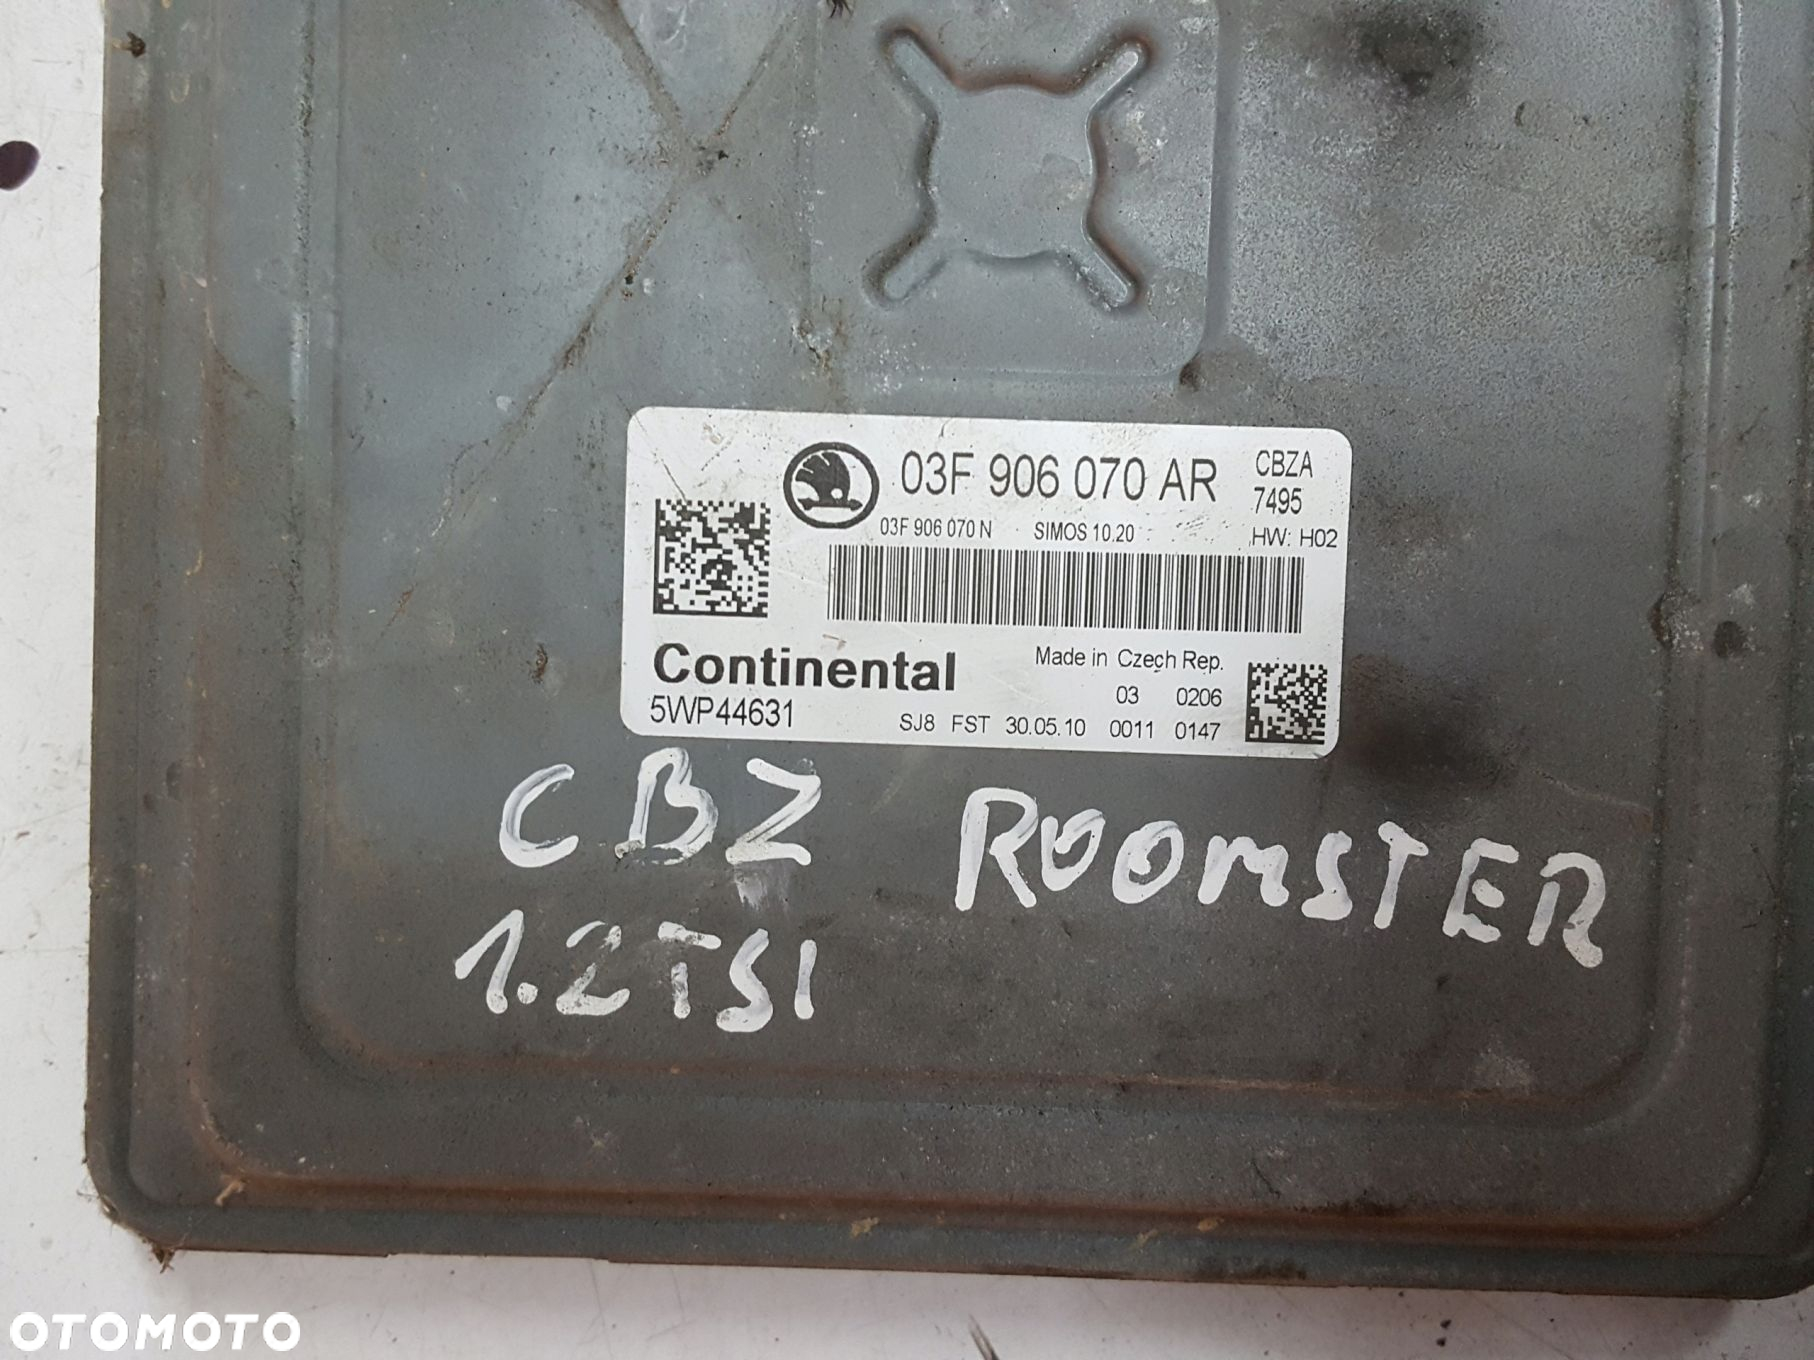 03F 906 070 AR CBZA
7495
03F 906 070 N SIMOS 10.20 HW: H02
Continental Made in Czech Rep.
03 0206
5WP44631 SJ8 FST 30.05.10 0011 0147
CBZ ROOMSTER
1.2TSI
OTOMOTO